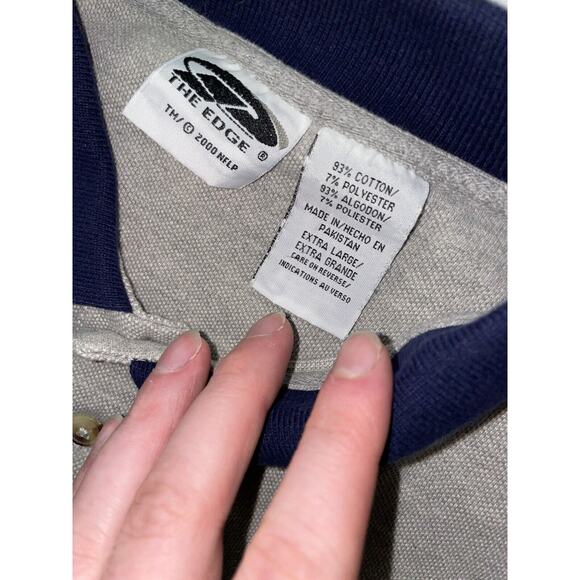 THE EDGE ®
TM/ © 2000 NFLP
93% COTTON/
7% POLYESTER
93% ALGODON/
7% POLIESTER
MADE IN/HECHO EN
PAKISTAN
EXTRA LARGE/
EXTRA GRANDE
CARE ON REVERSE/
INDICATIONS AU VERSO